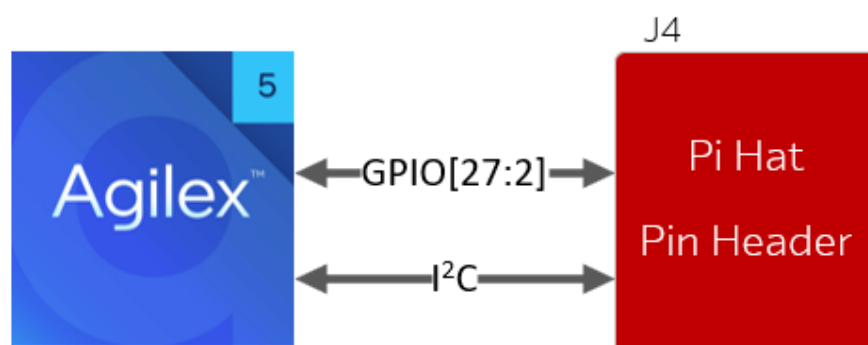 J4
5
Agilex™
GPIO[27:2]
I²C
Pi Hat
Pin Header